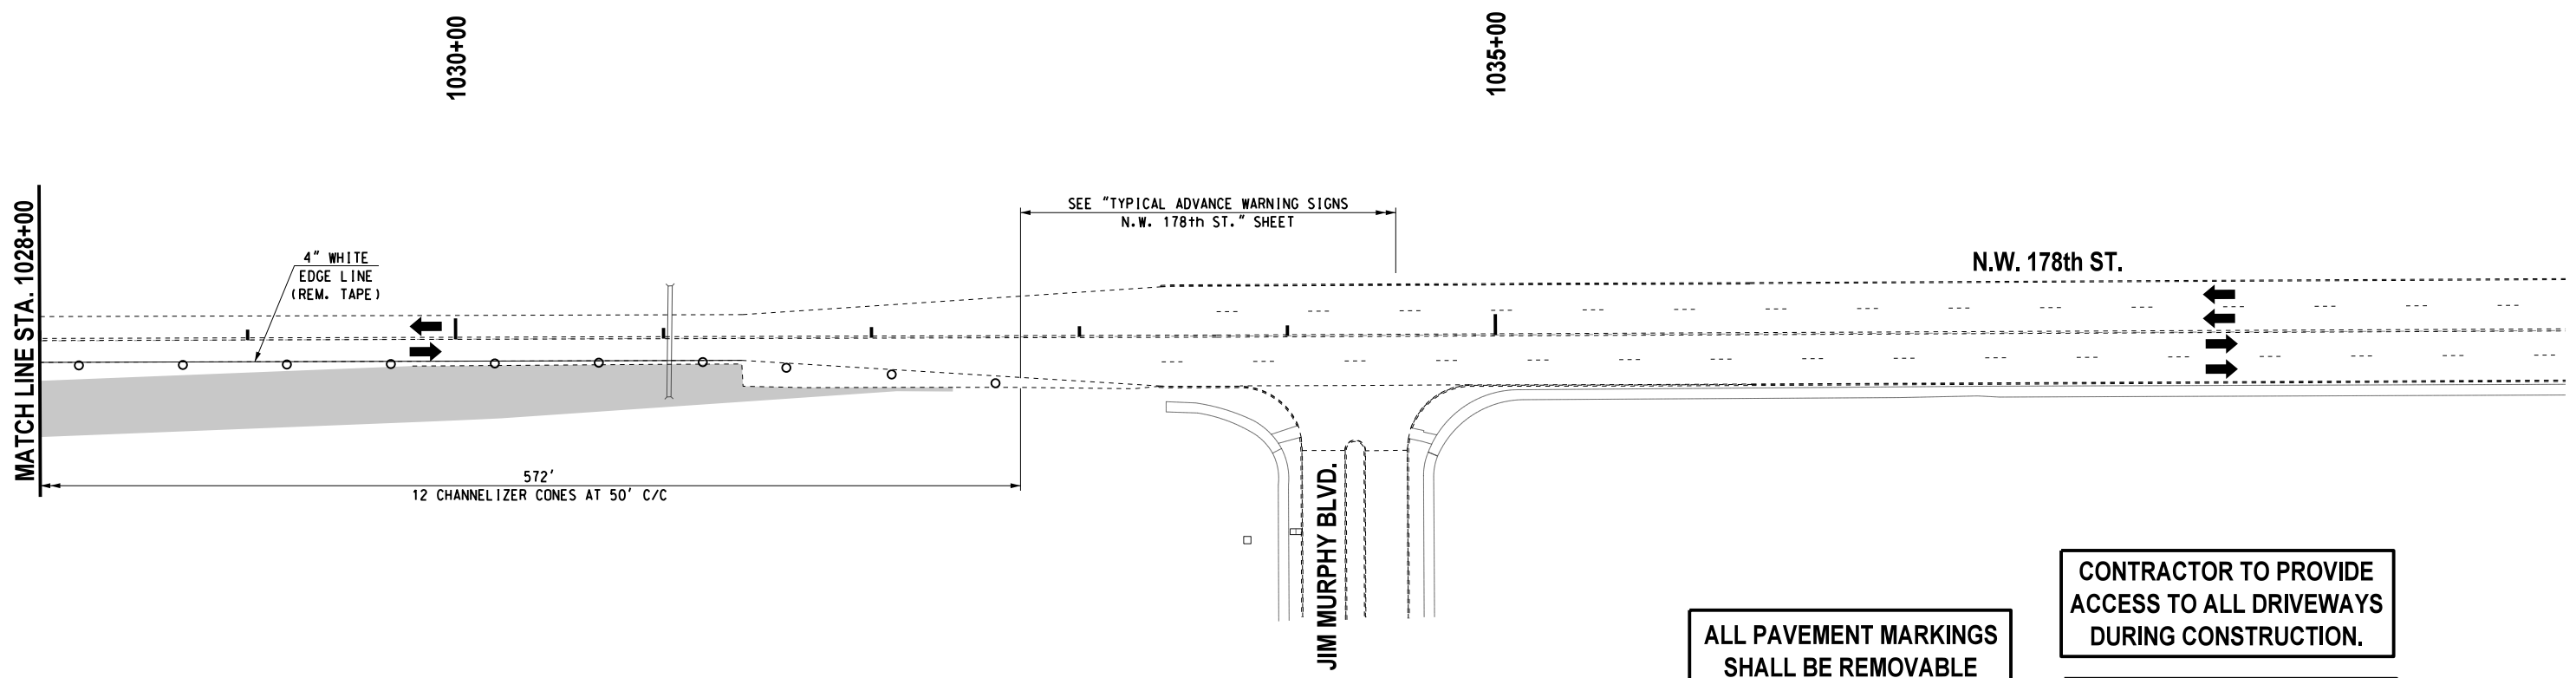 1030+00
1035+00
MATCH LINE STA. 1028+00
SEE "TYPICAL ADVANCE WARNING SIGNS
N.W. 178th ST." SHEET
4" WHITE
EDGE LINE
(REM. TAPE)
N.W. 178th ST.
572'
12 CHANNELIZER CONES AT 50' C/C
JIM MURPHY BLVD.
CONTRACTOR TO PROVIDE
ACCESS TO ALL DRIVEWAYS
DURING CONSTRUCTION.
ALL PAVEMENT MARKINGS
SHALL BE REMOVABLE